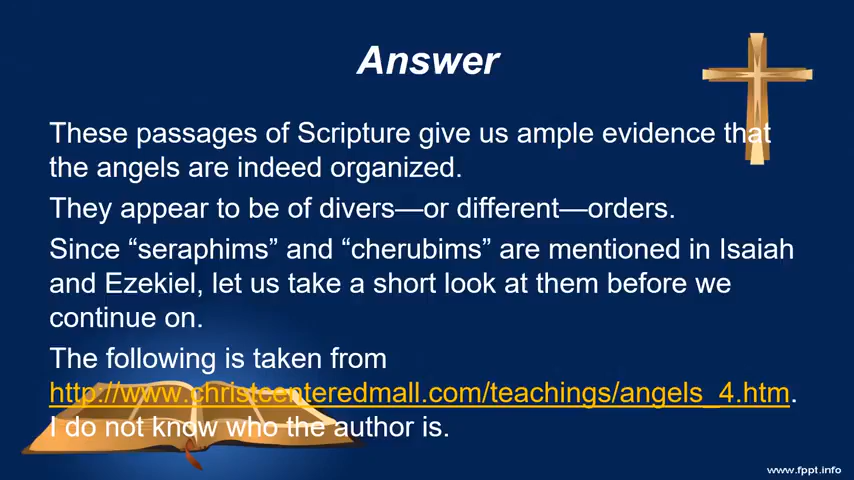 Answer
These passages of Scripture give us ample evidence that
the angels are indeed organized.
They appear to be of divers—or different—orders.
Since “seraphims” and “cherubims” are mentioned in Isaiah
and Ezekiel, let us take a short look at them before we
continue on.
The following is taken from
http://www.christcenteredmall.com/teachings/angels_4.htm.
I do not know who the author is.
www.fppt.info